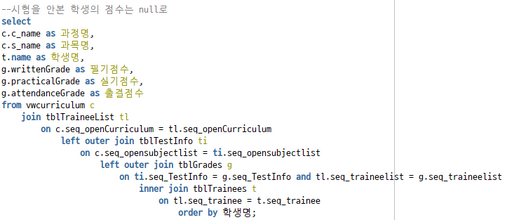 --시험을 안본 학생의 점수는 null로
select
c.c_name as 과정명,
c.s_name as 과목명,
t.name as 학생명,
g.writtenGrade as 필기점수,
g.practicalGrade as 실기점수,
g.attendanceGrade as 출결점수
from vwcurriculum c
join tblTraineeList tl
on c.seq_openCurriculum = tl.seq_openCurriculum
left outer join tblTestInfo ti
on c.seq_opensubjectlist = ti.seq_opensubjectlist
left outer join tblGrades g
on ti.seq_TestInfo = g.seq_TestInfo and tl.seq_traineelist = g.seq_traineelist
inner join tblTrainees t
on tl.seq_trainee = t.seq_trainee
order by 학생명;